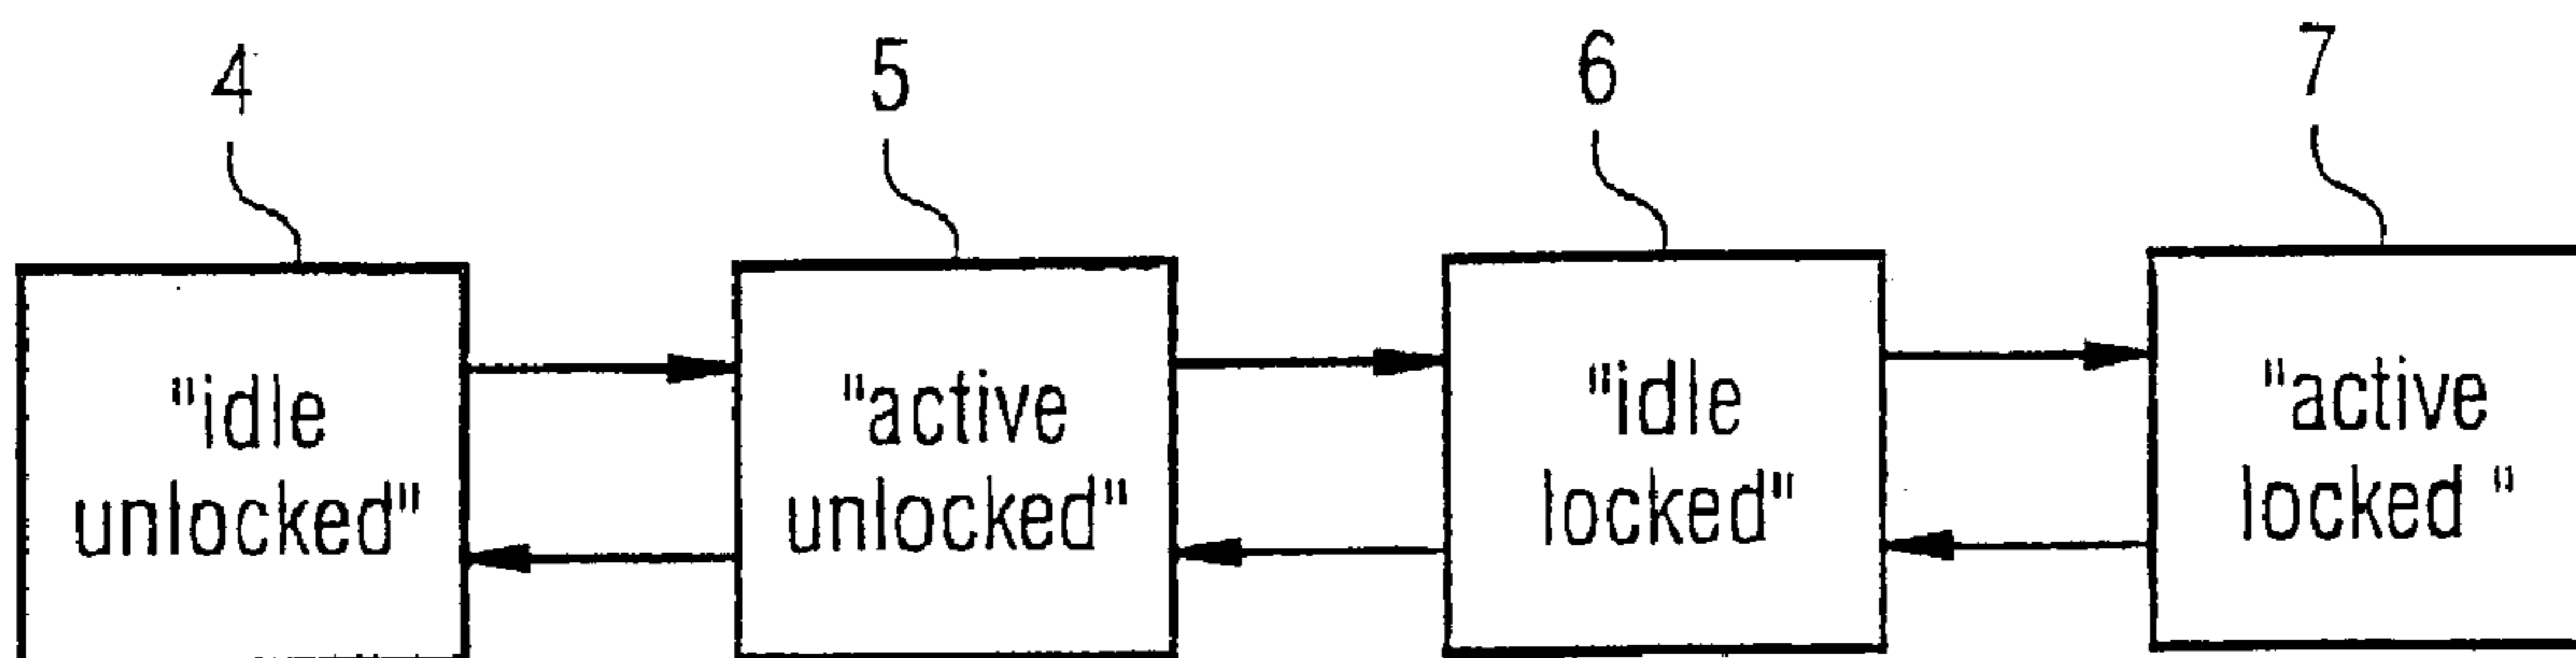 4 5 6 7
"idle "active "idle "active
unlocked" unlocked" locked" locked "